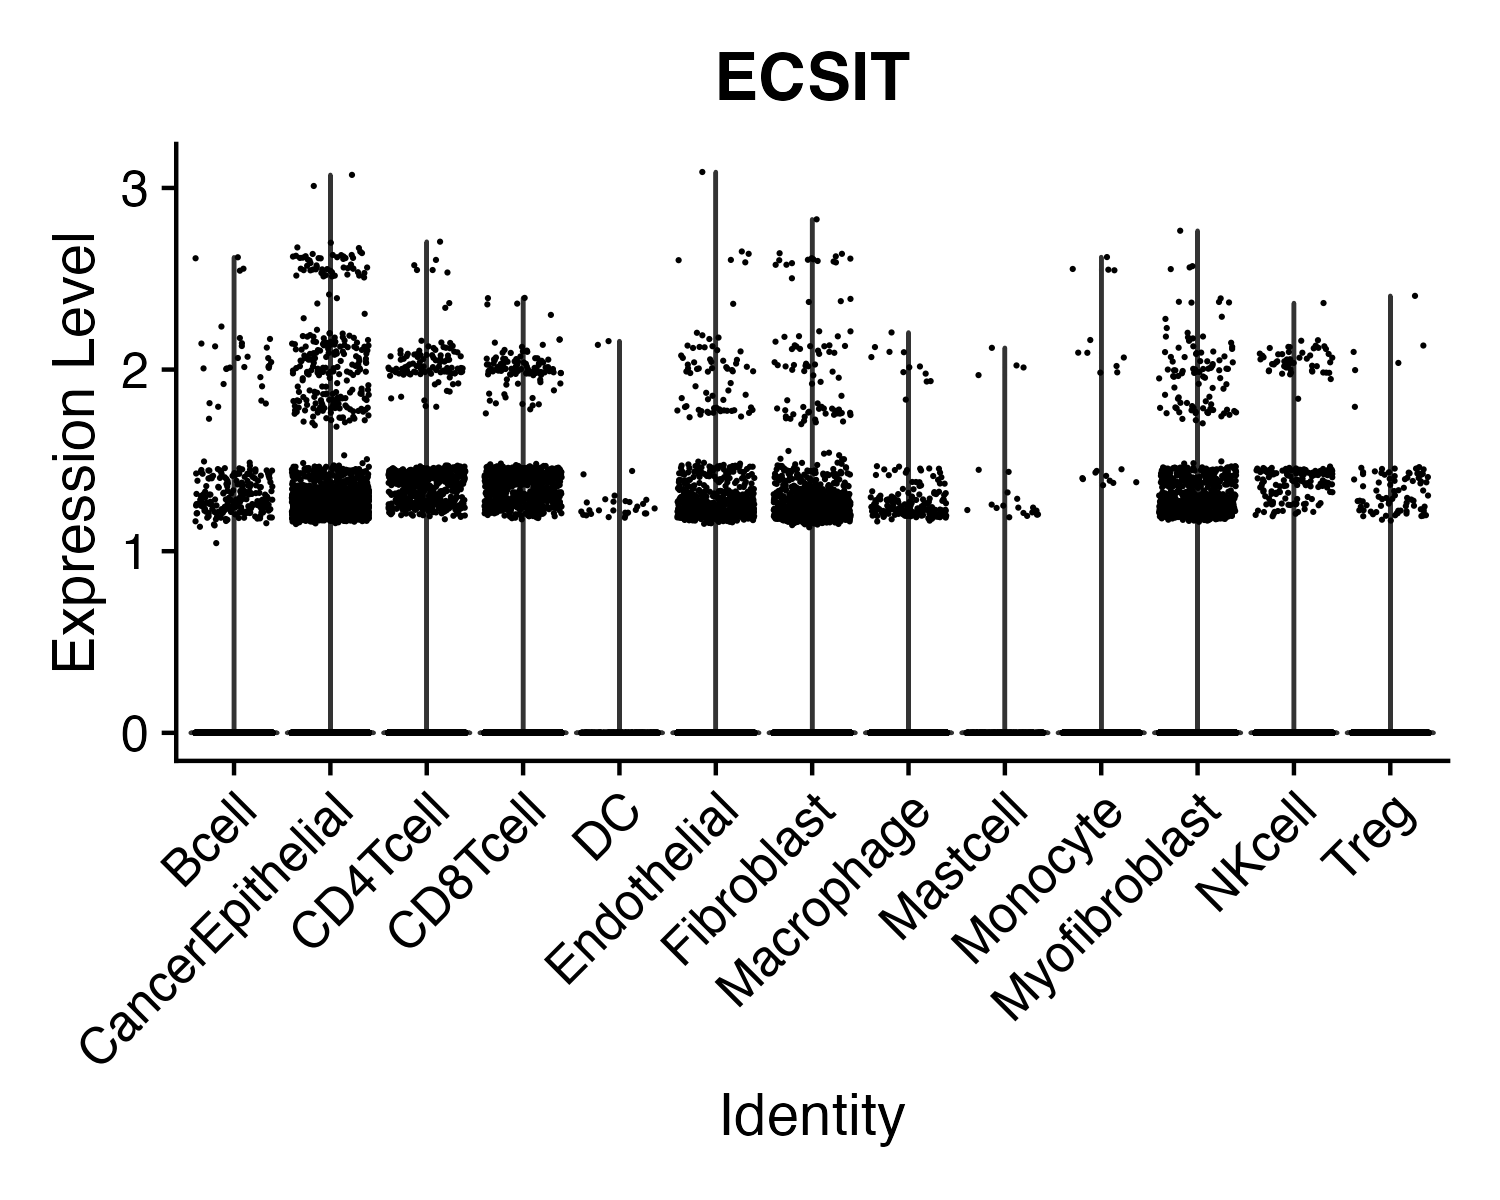 ECSIT
Expression Level
3
2
1
0
Bcell
CancerEpithelial
CD4Tcell
CD8Tcell
DC
Endothelial
Fibroblast
Macrophage
Mastcell
Monocyte
Myofibroblast
NKcell
Treg
Identity